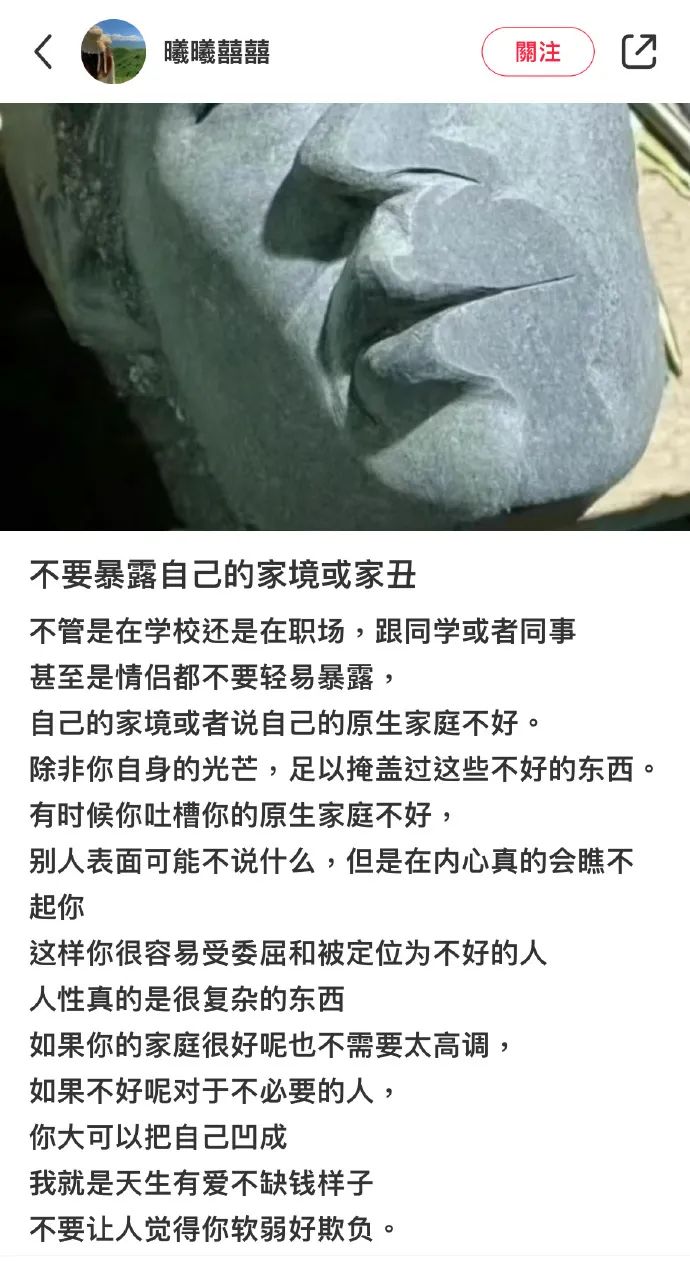 曦曦囍囍
關注
不要暴露自己的家境或家丑
不管是在学校还是在职场，跟同学或者同事
甚至是情侣都不要轻易暴露，
自己的家境或者说自己的原生家庭不好。
除非你自身的光芒，足以掩盖过这些不好的东西。
有时候你吐槽你的原生家庭不好，
别人表面可能不说什么，但是在内心真的会瞧不
起你
这样你很容易受委屈和被定位为不好的人
人性真的是很复杂的东西
如果你的家庭很好呢也不需要太高调，
如果不好呢对于不必要的人，
你大可以把自己凹成
我就是天生有爱不缺钱样子
不要让人觉得你软弱好欺负。